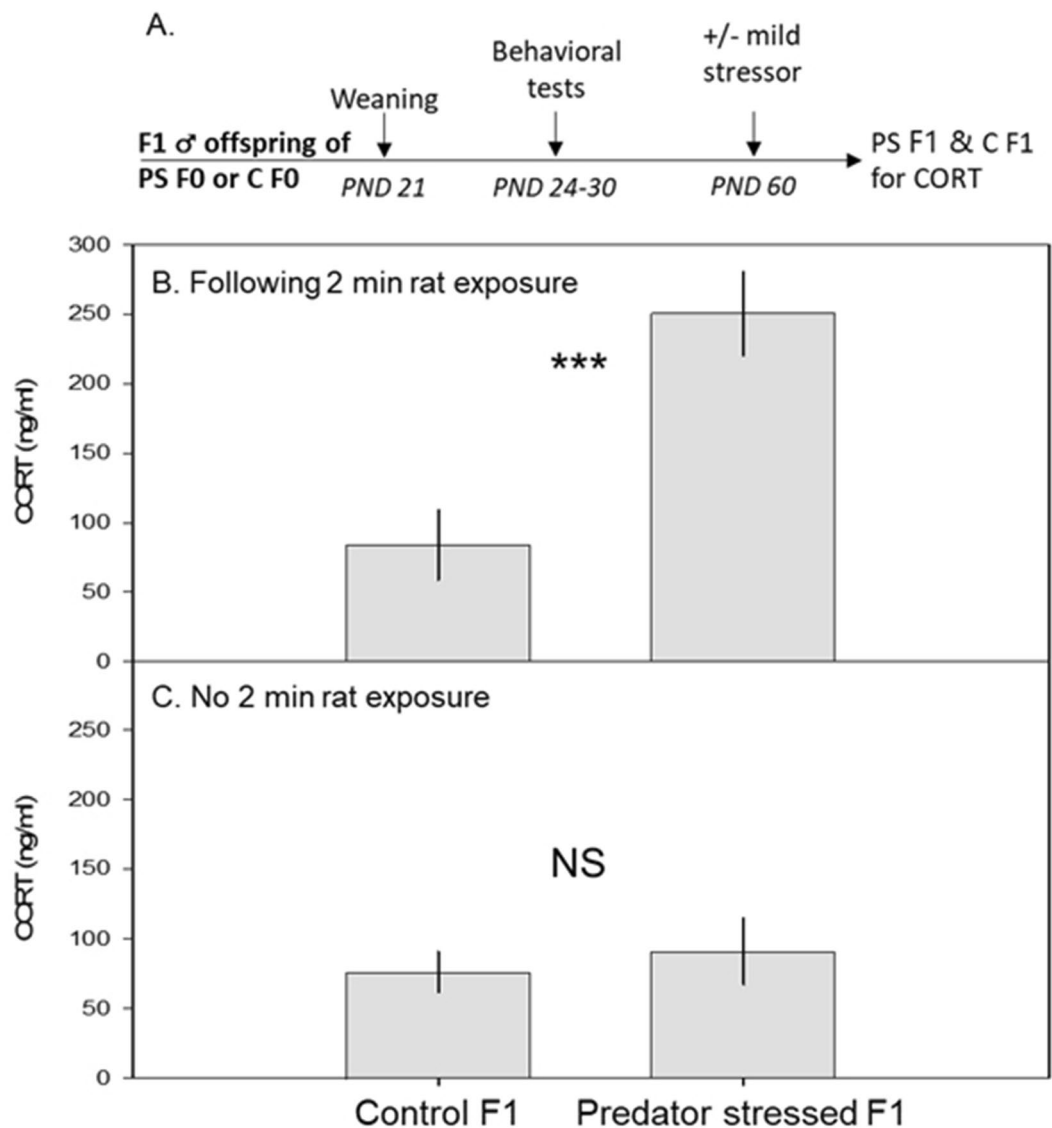 A.
Weaning
Behavioral
tests
+/- mild
stressor
F1 ♂ offspring of
PS F0 or C F0
PND 21
PND 24-30
PND 60
PS F1 & C F1
for CORT
B. Following 2 min rat exposure
300
250
200
150
100
50
0
CORT (ng/ml)
***
C. No 2 min rat exposure
250
200
150
100
50
0
CORT (ng/ml)
NS
Control F1
Predator stressed F1